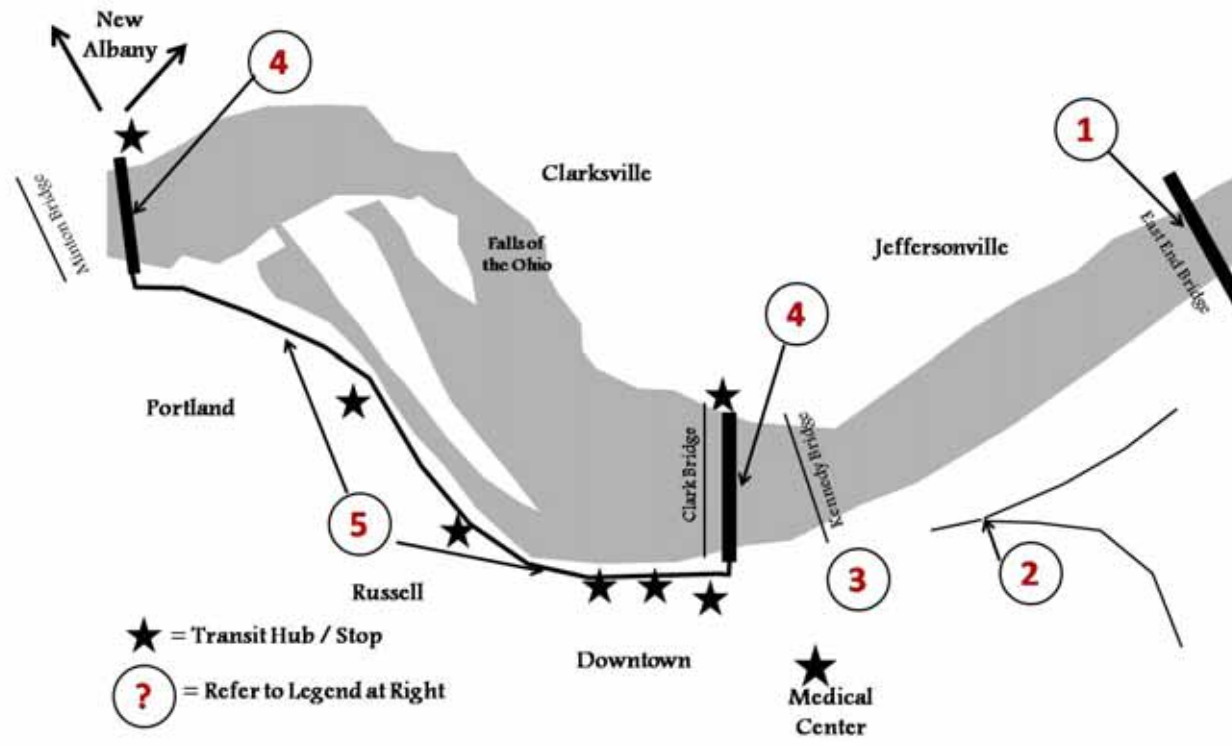 New
Albany
4
1
Clarksville
Minton Bridge
Falls of
the Ohio
Jeffersonville
East End Bridge
4
Portland
Clark Bridge
Kennedy Bridge
5
2
3
Russell
= Transit Hub / Stop
Downtown
? = Refer to Legend at Right
Medical
Center